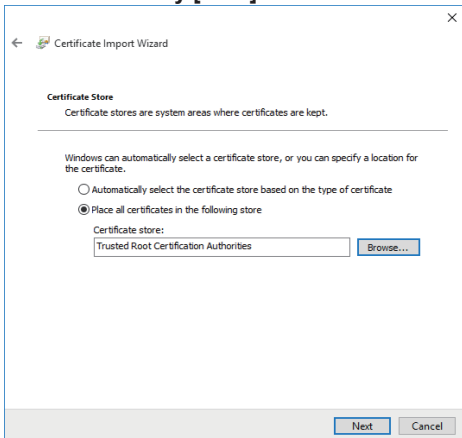 Certificate Import Wizard
Certificate Store
Certificate stores are system areas where certificates are kept.
Windows can automatically select a certificate store, or you can specify a location for
the certificate.
Automatically select the certificate store based on the type of certificate
Place all certificates in the following store
Certificate store:
Trusted Root Certification Authorities
Browse...
Next
Cancel